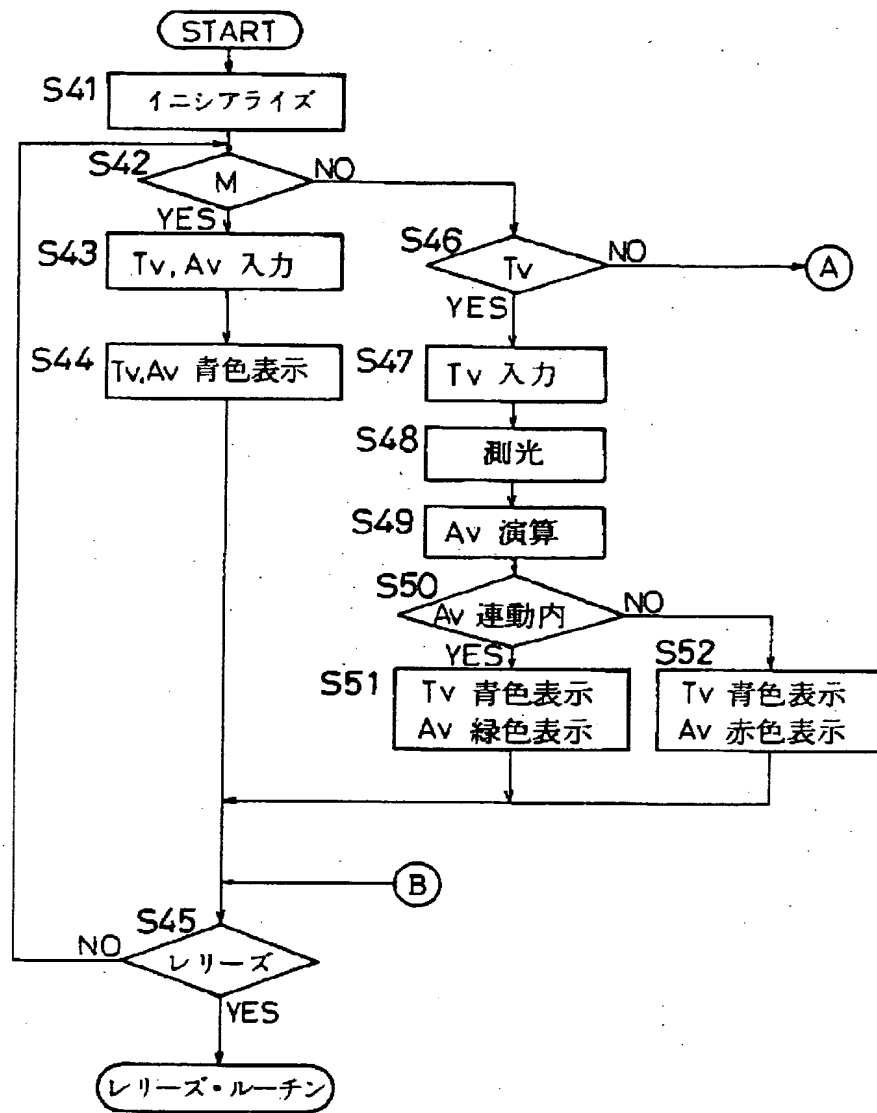 START
S41
イニシアライズ
S42
M
NO
YES
S43
Tv, Av 入力
S44
Tv,Av 青色表示
S46
Tv
NO
A
YES
S47
Tv 入力
S48
測光
S49
Av 演算
S50
Av 連動内
NO
YES
S51
Tv 青色表示
Av 緑色表示
S52
Tv 青色表示
Av 赤色表示
B
S45
レリーズ
NO
YES
レリーズ・ルーチン